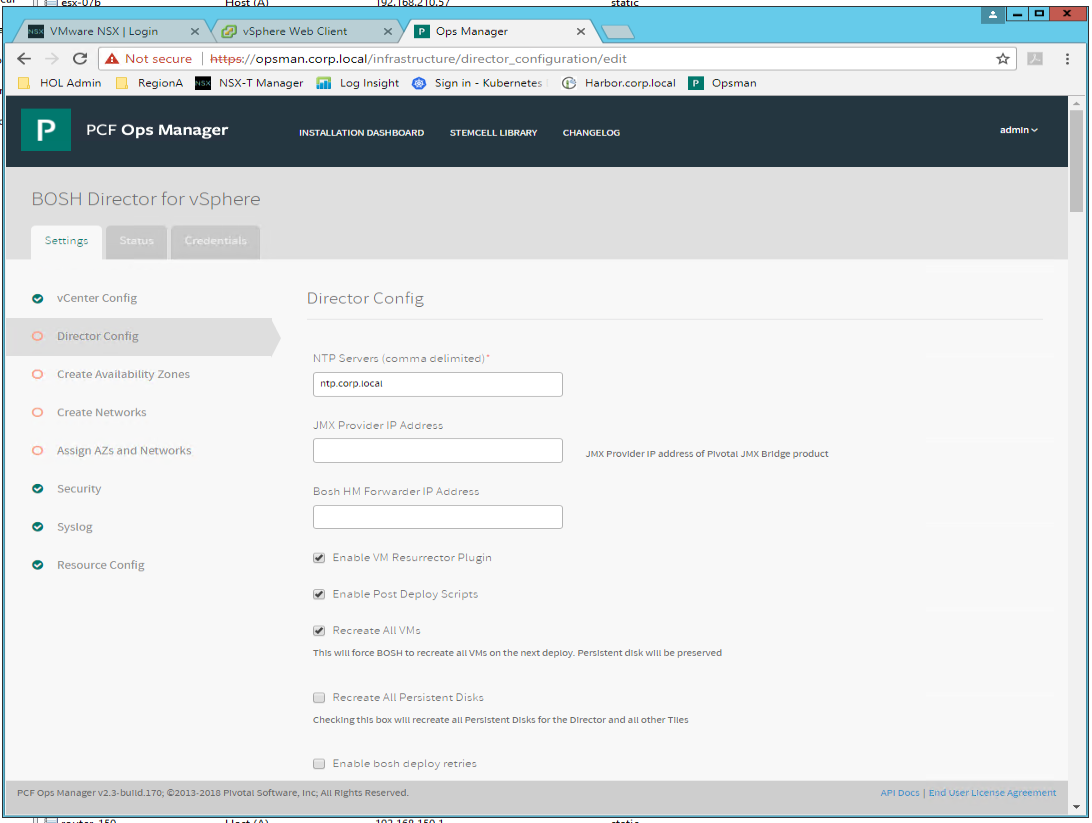 esx-07b Host (A) 192.168.210.57 static
NSX VMware NSX | Login × vSphere Web Client × P Ops Manager ×
Not secure | https://opsman.corp.local/infrastructure/director_configuration/edit
HOL Admin RegionA NSX NSX-T Manager Log Insight Sign in - Kubernetes Harbor.corp.local P Opsman
P PCF Ops Manager INSTALLATION DASHBOARD STEMCELL LIBRARY CHANGELOG admin
BOSH Director for vSphere
Settings Status Credentials
vCenter Config
Director Config
Create Availability Zones
Create Networks
Assign AZs and Networks
Security
Syslog
Resource Config
Director Config
NTP Servers (comma delimited)*
ntp.corp.local
JMX Provider IP Address
JMX Provider IP address of Pivotal JMX Bridge product
Bosh HM Forwarder IP Address
Enable VM Resurrector Plugin
Enable Post Deploy Scripts
Recreate All VMs
This will force BOSH to recreate all VMs on the next deploy. Persistent disk will be preserved
Recreate All Persistent Disks
Checking this box will recreate all Persistent Disks for the Director and all other Tiles
Enable bosh deploy retries
PCF Ops Manager v2.3-build.170; ©2013-2018 Pivotal Software, Inc; All Rights Reserved. API Docs | End User License Agreement
router-150 Host (A) 192.168.150.1 static